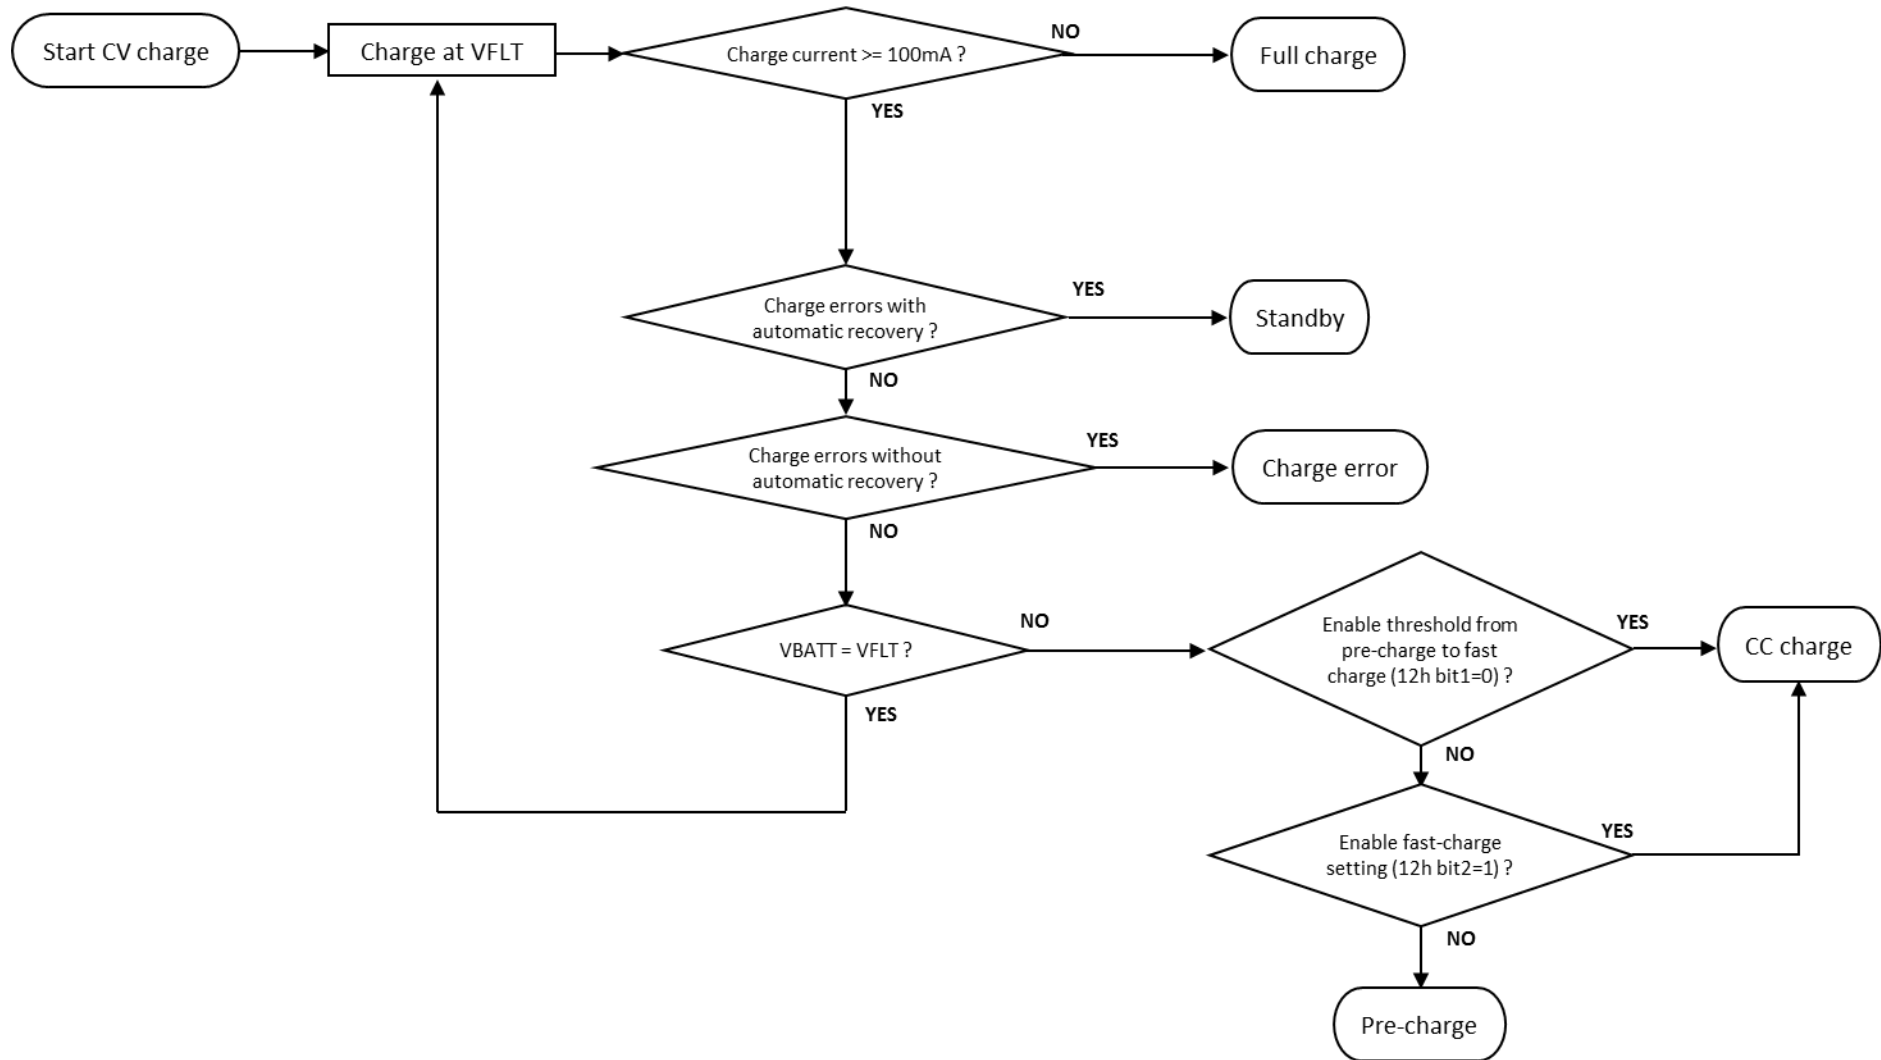 Start CV charge
Charge at VFLT
Charge current >= 100mA ?
NO
Full charge
YES
Charge errors with
automatic recovery ?
YES
Standby
NO
Charge errors without
automatic recovery ?
YES
Charge error
NO
VBATT = VFLT ?
NO
Enable threshold from
pre-charge to fast
charge (12h bit1=0) ?
YES
CC charge
YES
NO
Enable fast-charge
setting (12h bit2=1) ?
YES
NO
Pre-charge